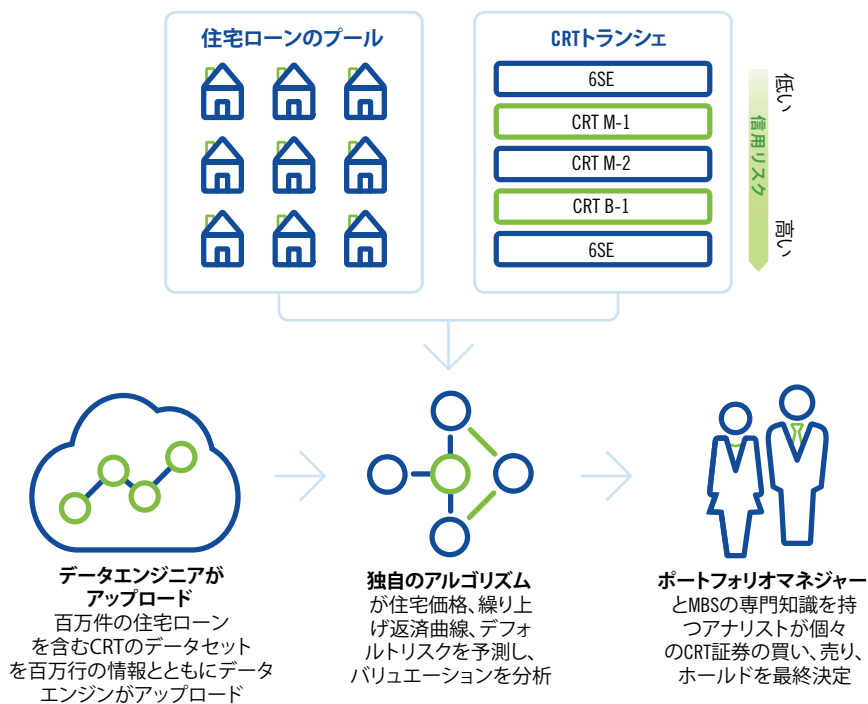 住宅ローンのプール
CRTトランシェ
6SE
CRT M-1
CRT M-2
CRT B-1
6SE
低い
信用リスク
高い
データエンジニアが
アップロード
百万件の住宅ローン
を含むCRTのデータセット
を百万行の情報とともにデータ
エンジンがアップロード
独自のアルゴリズム
が住宅価格、繰り上
げ返済曲線、デフォ
ルトリスクを予測し、
バリュエーションを分析
ポートフォリオマネジャー
とMBSの専門知識を持
つアナリストが個々
のCRT証券の買い、売り、
ホールドを最終決定